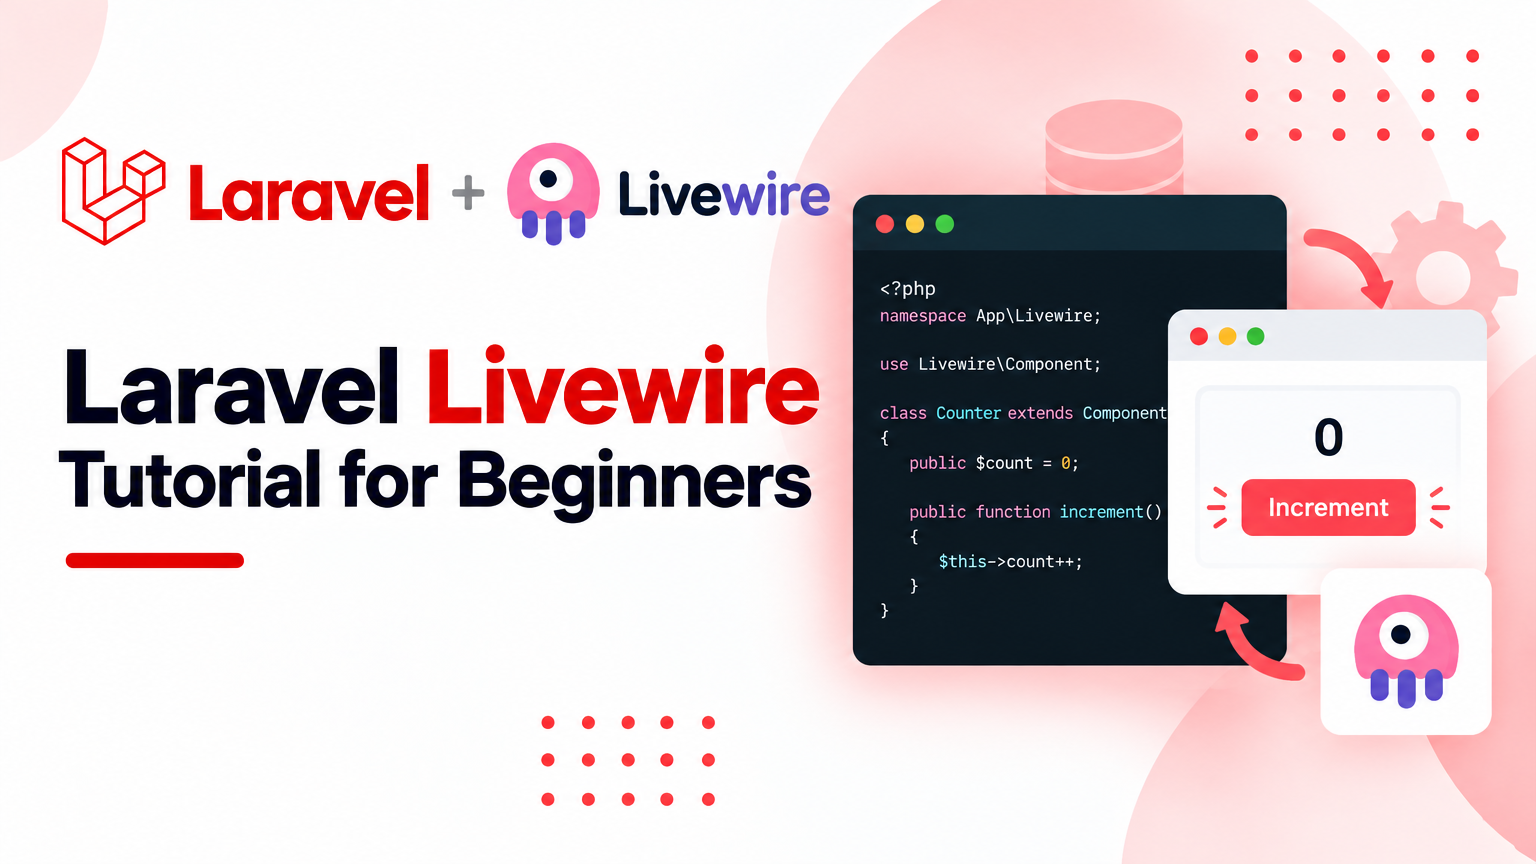 Laravel + Livewire
Laravel Livewire
Tutorial for Beginners
<?php
namespace App\Livewire;
use Livewire\Component;
class Counter extends Component
{
public $count = 0;
public function increment()
{
$this->count++;
}
}
0
Increment